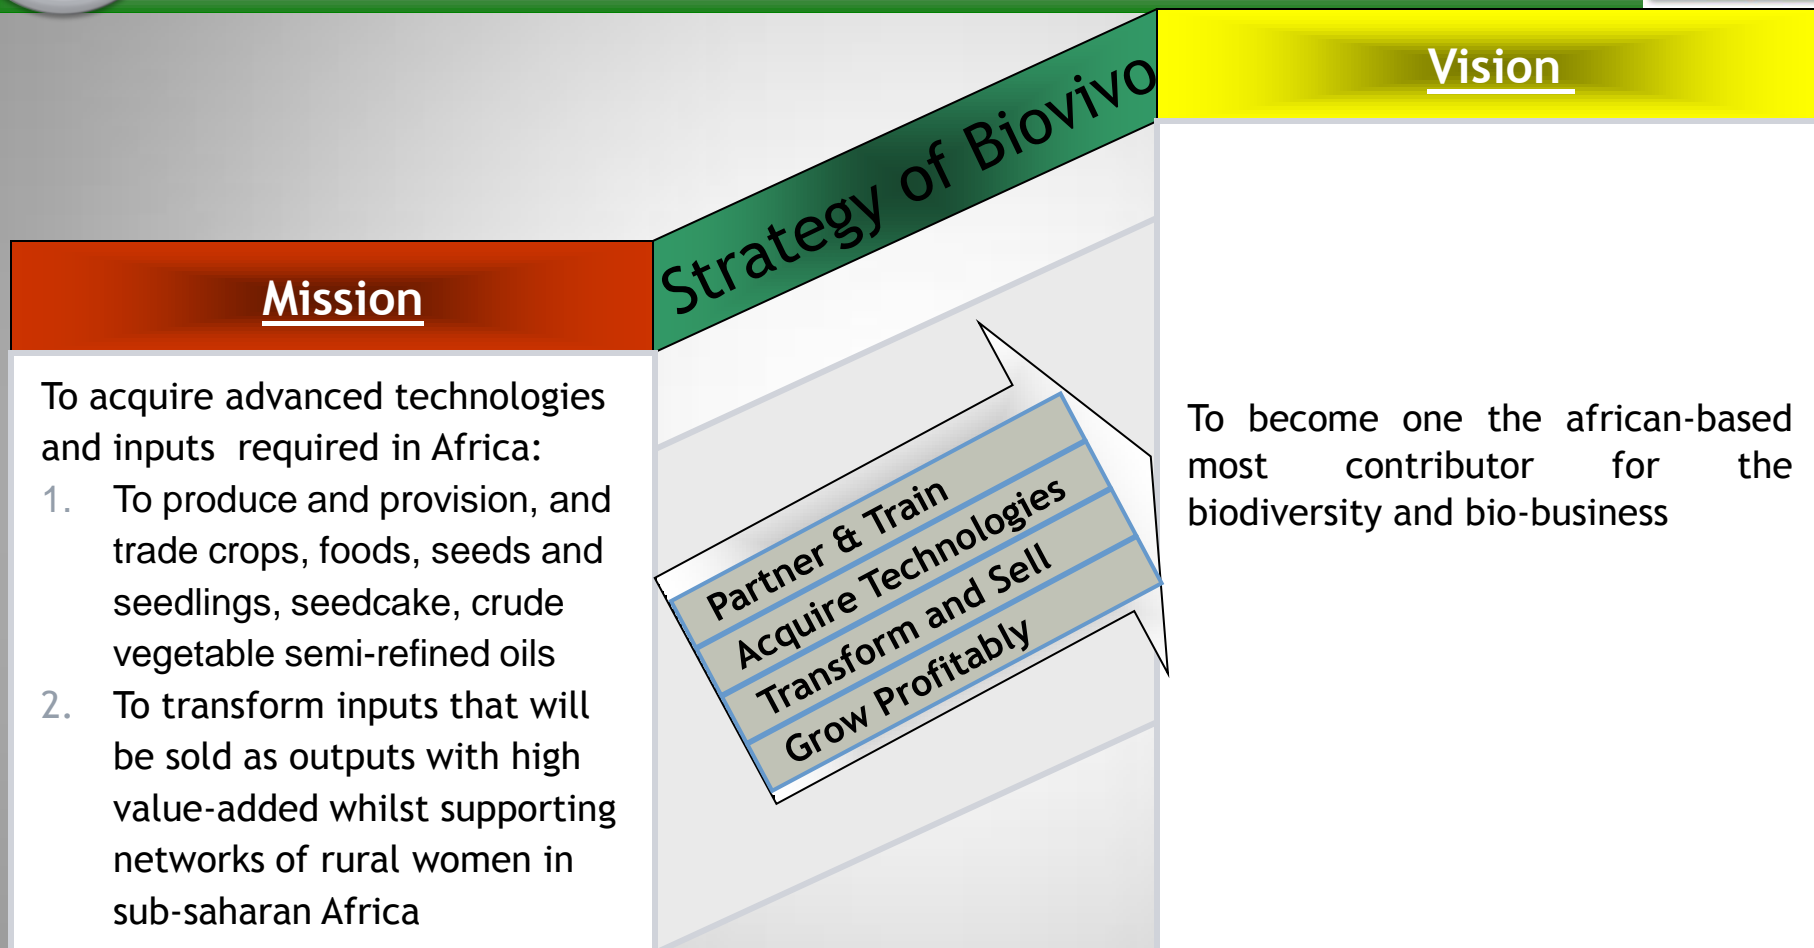 Mission
To acquire advanced technologies
and inputs required in Africa:
1. To produce and provision, and
trade crops, foods, seeds and
seedlings, seedcake, crude
vegetable semi-refined oils
2. To transform inputs that will
be sold as outputs with high
value-added whilst supporting
networks of rural women in
sub-saharan Africa
Strategy of Biovivo
Partner & Train
Acquire Technologies
Transform and Sell
Grow Profitably
Vision
To become one the african-based
most contributor for the
biodiversity and bio-business